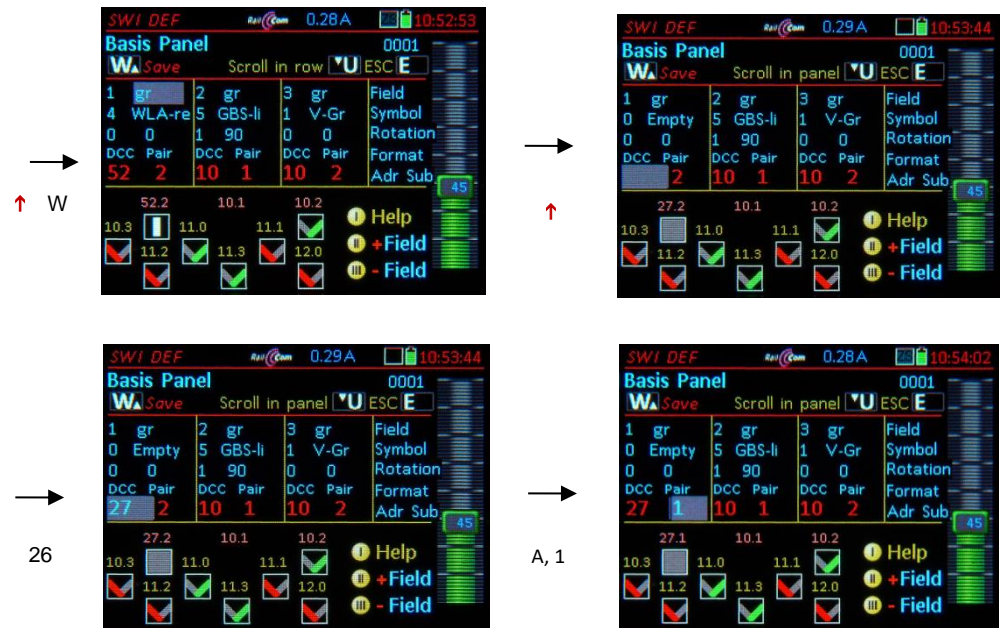 ↑ W
SWI DEF RailCom 0.28A 10:52:53
Basis Panel 0001
W Save Scroll in row U ESC E
1 gr 2 gr 3 gr Field
4 WLA-re 5 GBS-li 1 V-Gr Symbol
0 0 1 90 0 0 Rotation
DCC Pair DCC Pair DCC Pair Format
52 2 10 1 10 2 Adr Sub
45
52.2 10.1 10.2
10.3 11.0 11.1
11.2 11.3 12.0
I Help
II +Field
III - Field
↑
SWI DEF RailCom 0.29A 10:53:44
Basis Panel 0001
W Save Scroll in panel U ESC E
1 gr 2 gr 3 gr Field
0 Empty 5 GBS-li 1 V-Gr Symbol
0 0 1 90 0 0 Rotation
DCC Pair DCC Pair DCC Pair Format
2 10 1 10 2 Adr Sub
45
27.2 10.1 10.2
10.3 11.0 11.1
11.2 11.3 12.0
I Help
II +Field
III - Field
26
SWI DEF RailCom 0.29A 10:53:44
Basis Panel 0001
W Save Scroll in panel U ESC E
1 gr 2 gr 3 gr Field
0 Empty 5 GBS-li 1 V-Gr Symbol
0 0 1 90 0 0 Rotation
DCC Pair DCC Pair DCC Pair Format
27 2 10 1 10 2 Adr Sub
45
27.2 10.1 10.2
10.3 11.0 11.1
11.2 11.3 12.0
I Help
II +Field
III - Field
A, 1
SWI DEF RailCom 0.28A 10:54:02
Basis Panel 0001
W Save Scroll in panel U ESC E
1 gr 2 gr 3 gr Field
0 Empty 5 GBS-li 1 V-Gr Symbol
0 0 1 90 0 0 Rotation
DCC Pair DCC Pair DCC Pair Format
27 1 10 1 10 2 Adr Sub
45
27.1 10.1 10.2
10.3 11.0 11.1
11.2 11.3 12.0
I Help
II +Field
III - Field